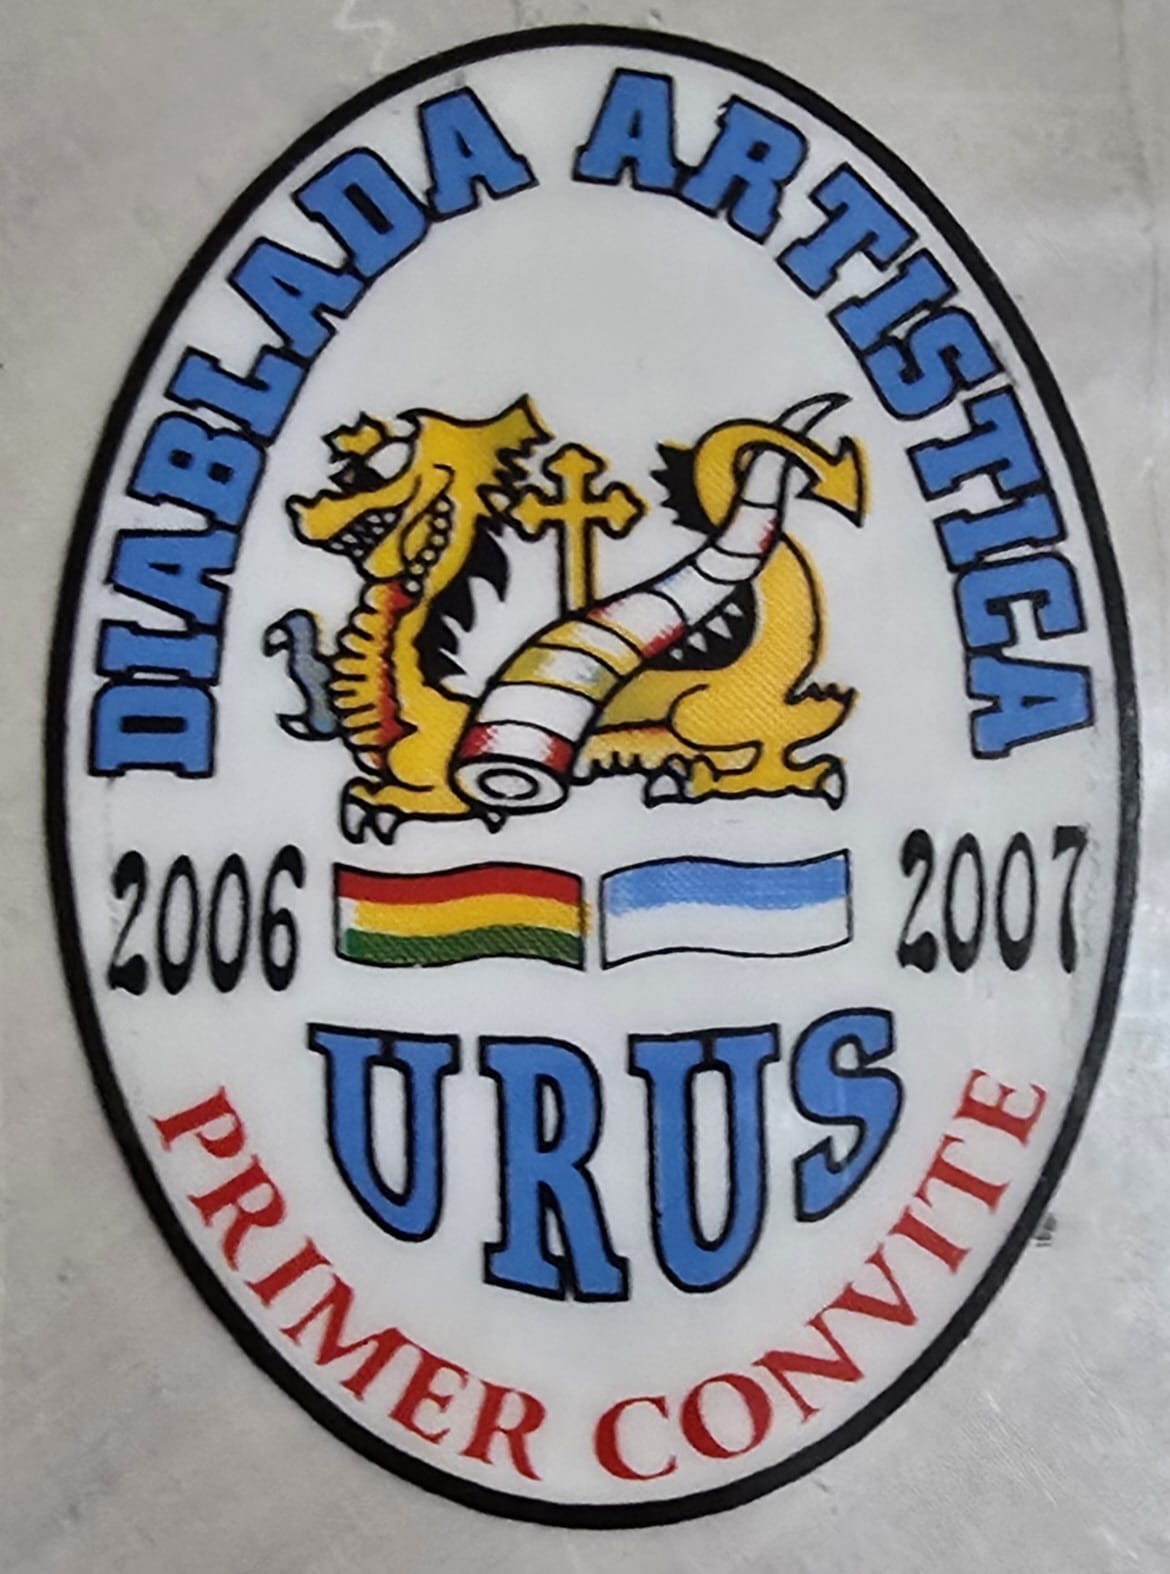 DIABLADA ARTISTICA
2006 2007
URUS
PRIMER CONVITE